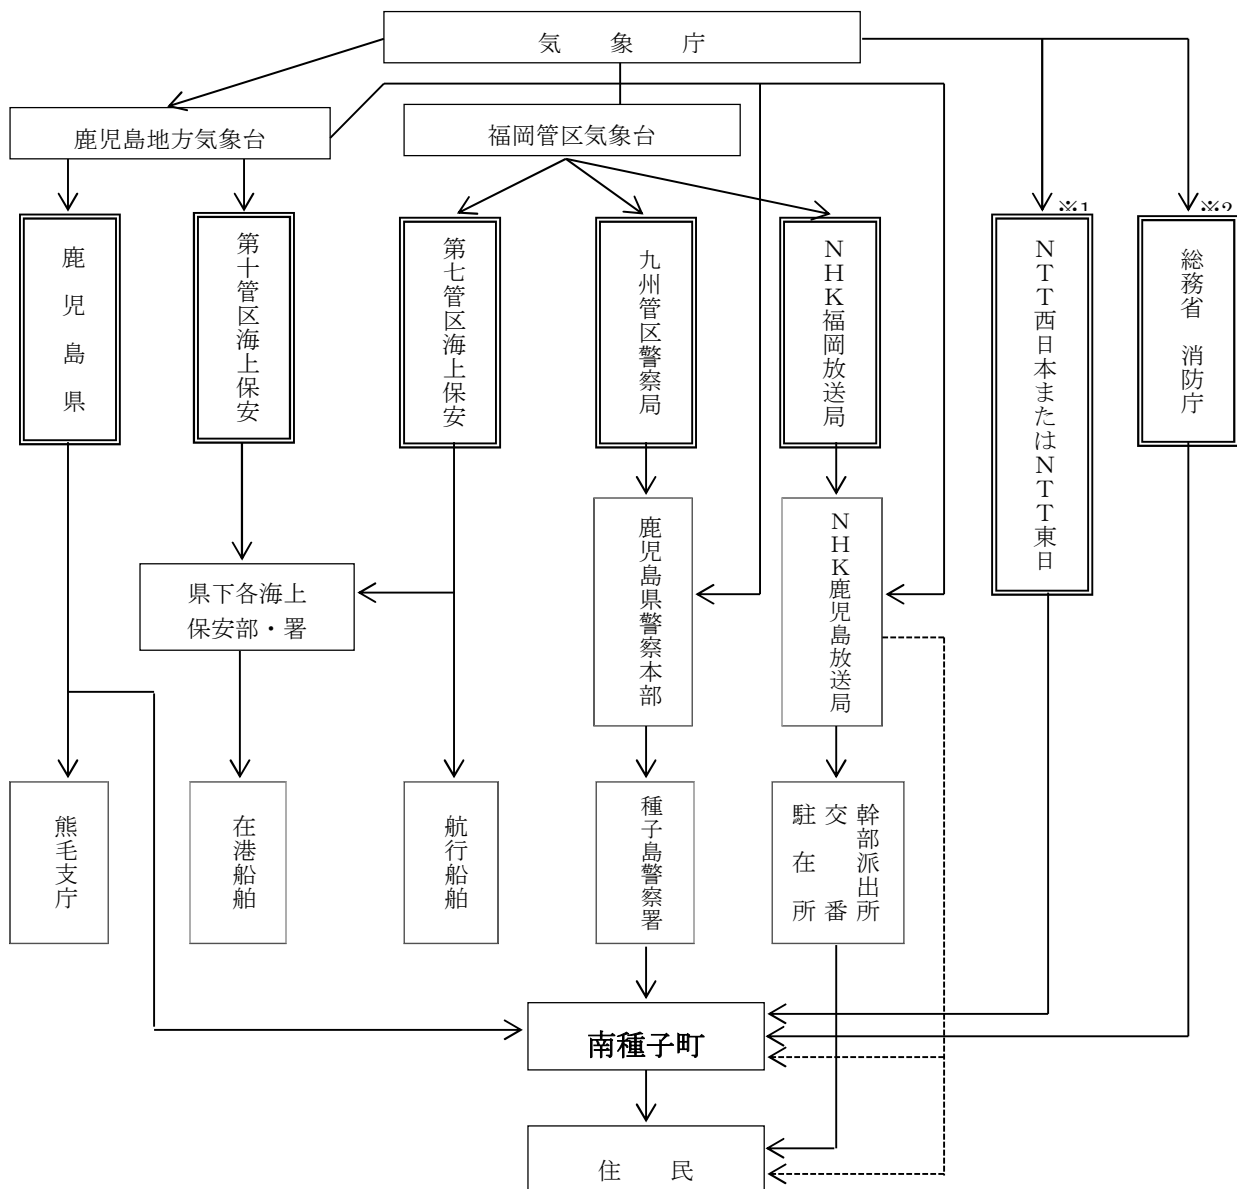 気 象 庁
鹿児島地方気象台
福岡管区気象台
鹿児島県
第十管区海上保安
第七管区海上保安
九州管区警察局
NHK福岡放送局
※1
NTT西日本またはNTT東日
※2
総務省 消防庁
県下各海上
保安部・署
鹿児島県警察本部
NHK鹿児島放送局
熊毛支庁
在港船舶
航行船舶
種子島警察署
幹部派出所
交番
駐在所
南種子町
住 民